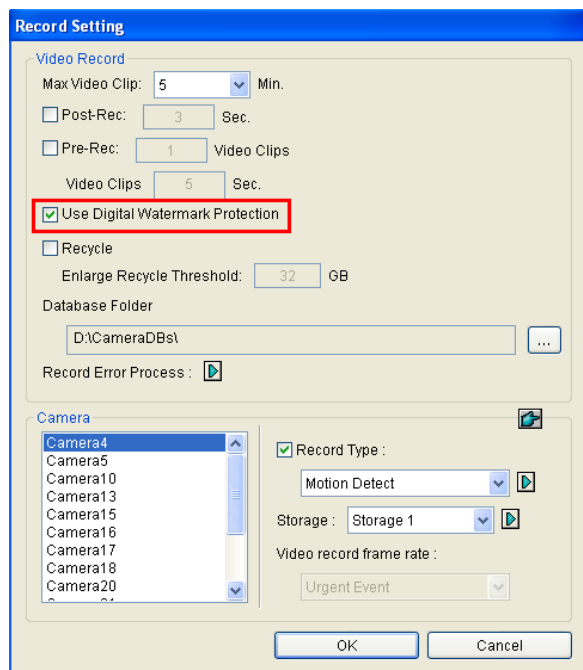 Record Setting
Video Record
Max Video Clip: 5 Min.
Post-Rec: 3 Sec.
Pre-Rec: 1 Video Clips
Video Clips 5 Sec.
Use Digital Watermark Protection
Recycle
Enlarge Recycle Threshold: 32 GB
Database Folder
D:\CameraDBs\
...
Record Error Process :
Camera
Camera4
Camera5
Camera10
Camera13
Camera15
Camera16
Camera17
Camera18
Camera20
Record Type :
Motion Detect
Storage : Storage 1
Video record frame rate :
Urgent Event
OK Cancel